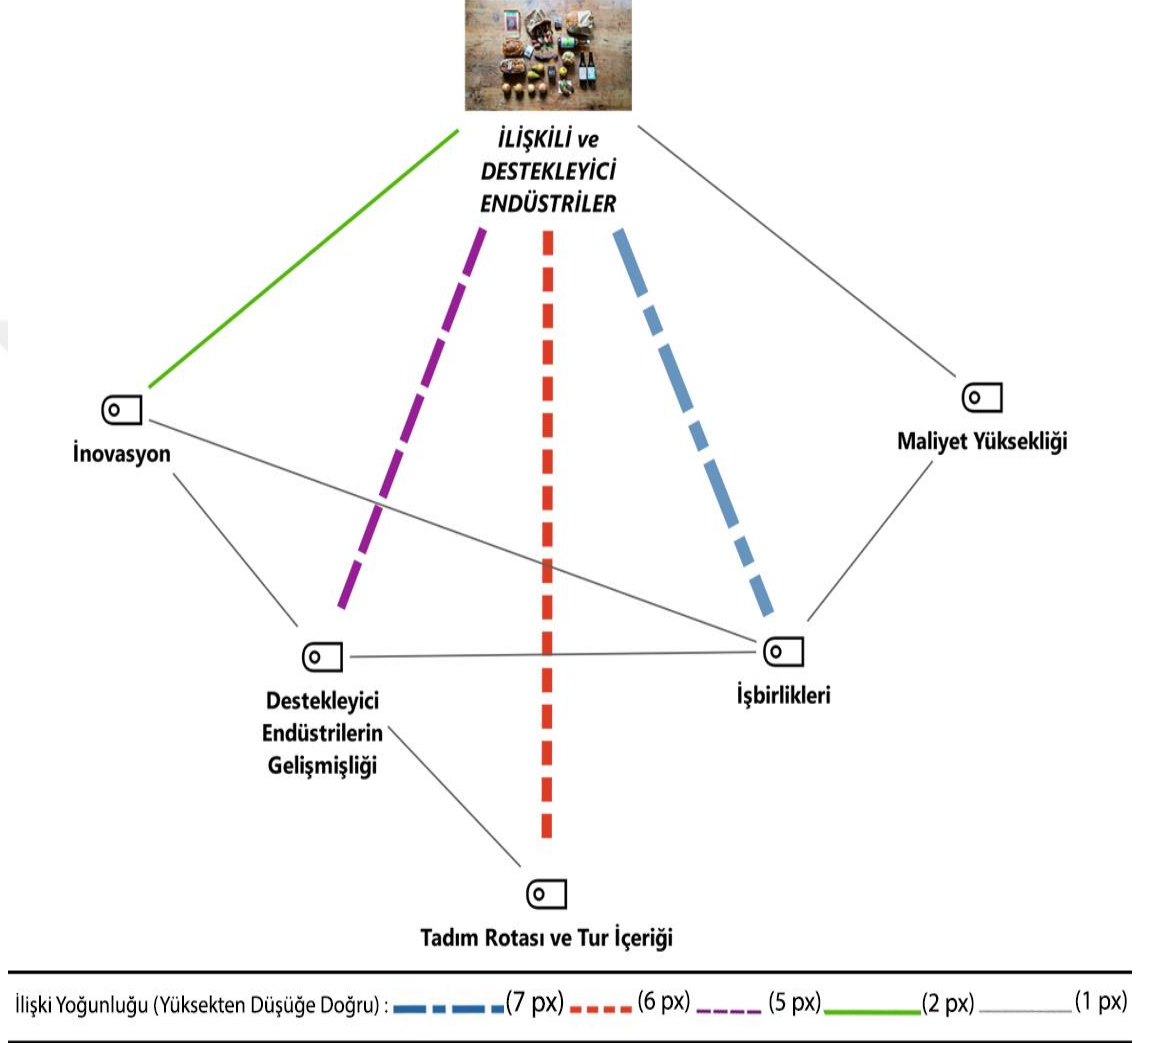 İLİŞKİLİ ve
DESTEKLEYİCİ
ENDÜSTRİLER
İnovasyon
Maliyet Yüksekliği
Destekleyici
Endüstrilerin
Gelişmişliği
İşbirlikleri
Tadım Rotası ve Tur İçeriği
İlişki Yoğunluğu (Yüksekten Düşüğe Doğru) : (7 px) (6 px) (5 px) (2 px) (1 px)